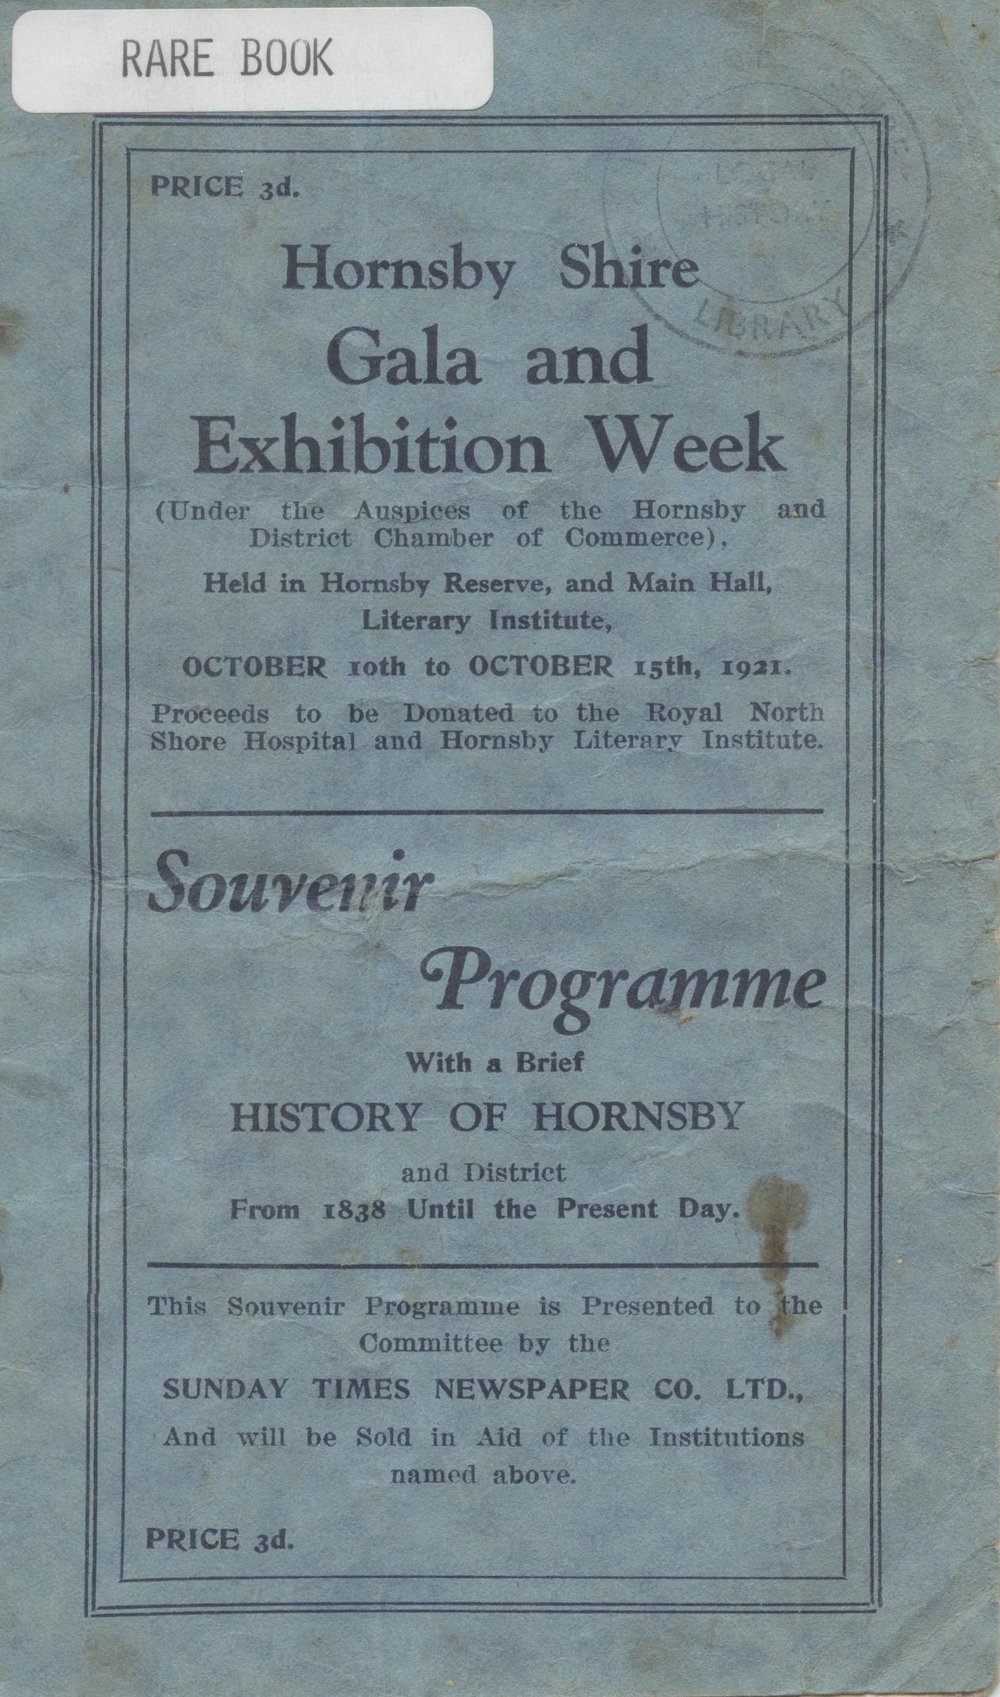 RARE BOOK
LOCAL
HISTORY
LIBRARY
PRICE 3d.
Hornsby Shire
Gala and
Exhibition Week
(Under the Auspices of the Hornsby and
District Chamber of Commerce),
Held in Hornsby Reserve, and Main Hall,
Literary Institute,
OCTOBER 10th to OCTOBER 15th, 1921.
Proceeds to be Donated to the Royal North
Shore Hospital and Hornsby Literary Institute.
Souvenir
Programme
With a Brief
HISTORY OF HORNSBY
and District
From 1838 Until the Present Day.
This Souvenir Programme is Presented to the
Committee by the
SUNDAY TIMES NEWSPAPER CO. LTD.,
And will be Sold in Aid of the Institutions
named above.
PRICE 3d.